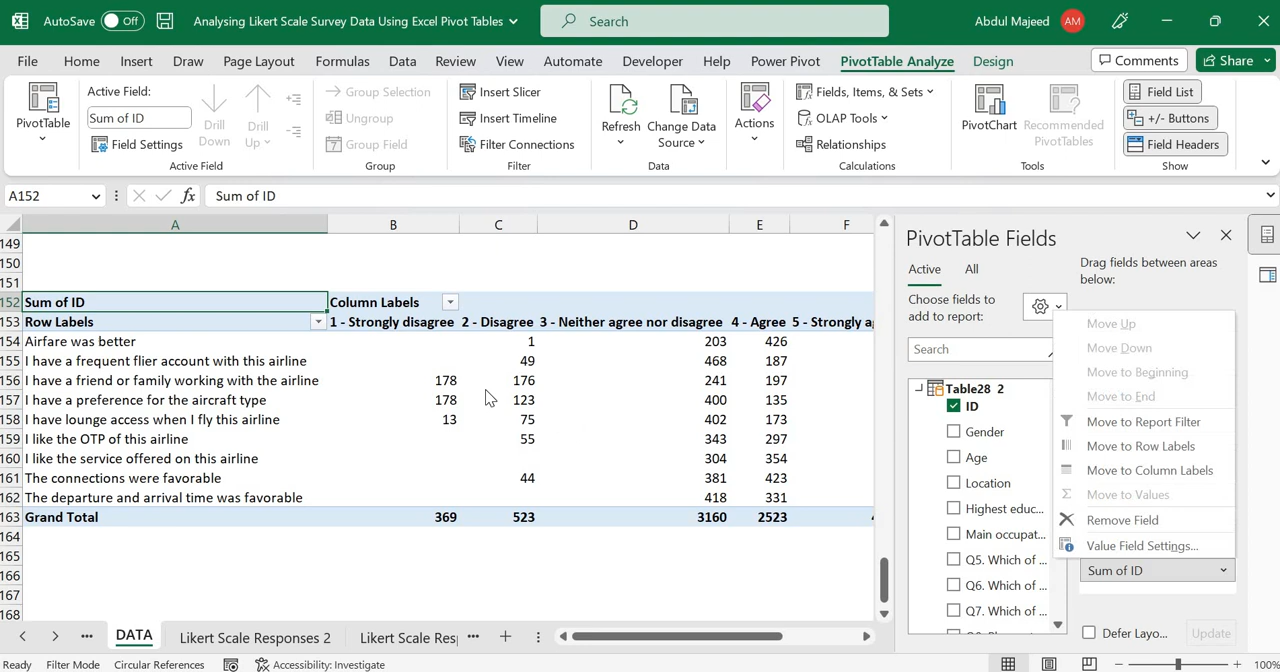 AutoSave Off Analysing Likert Scale Survey Data Using Excel Pivot Tables Search Abdul Majeed AM
File Home Insert Draw Page Layout Formulas Data Review View Automate Developer Help Power Pivot PivotTable Analyze Design Comments Share
PivotTable
Active Field:
Sum of ID
Field Settings
Drill
Down
Drill
Up
Active Field
Group Selection
Ungroup
Group Field
Group
Insert Slicer
Insert Timeline
Filter Connections
Filter
Refresh
Change Data
Source
Data
Actions
Fields, Items, & Sets
OLAP Tools
Relationships
Calculations
PivotChart
Recommended
PivotTables
Tools
Field List
+/- Buttons
Field Headers
Show
A152 fx Sum of ID
A B C D E F
149
150
151
152 Sum of ID Column Labels
153 Row Labels 1 - Strongly disagree 2 - Disagree 3 - Neither agree nor disagree 4 - Agree 5 - Strongly ag
154 Airfare was better 1 203 426
155 I have a frequent flier account with this airline 49 468 187
156 I have a friend or family working with the airline 178 176 241 197
157 I have a preference for the aircraft type 178 123 400 135
158 I have lounge access when I fly this airline 13 75 402 173
159 I like the OTP of this airline 55 343 297
160 I like the service offered on this airline 304 354
161 The connections were favorable 44 381 423
162 The departure and arrival time was favorable 418 331
163 Grand Total 369 523 3160 2523
164
165
166
167
168
PivotTable Fields
Active All
Choose fields to
add to report:
Search
Table28 2
ID
Gender
Age
Location
Highest educ...
Main occupat...
Q5. Which of ...
Q6. Which of ...
Q7. Which of ...
Drag fields between areas
below:
Move Up
Move Down
Move to Beginning
Move to End
Move to Report Filter
Move to Row Labels
Move to Column Labels
Move to Values
Remove Field
Value Field Settings...
Sum of ID
Defer Layo... Update
DATA Likert Scale Responses 2 Likert Scale Res
Ready Filter Mode Circular References Accessibility: Investigate 100%